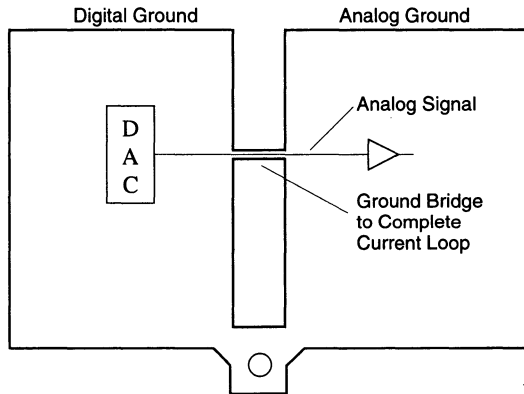 Digital Ground
Analog Ground
Analog Signal
D
A
C
Ground Bridge
to Complete
Current Loop